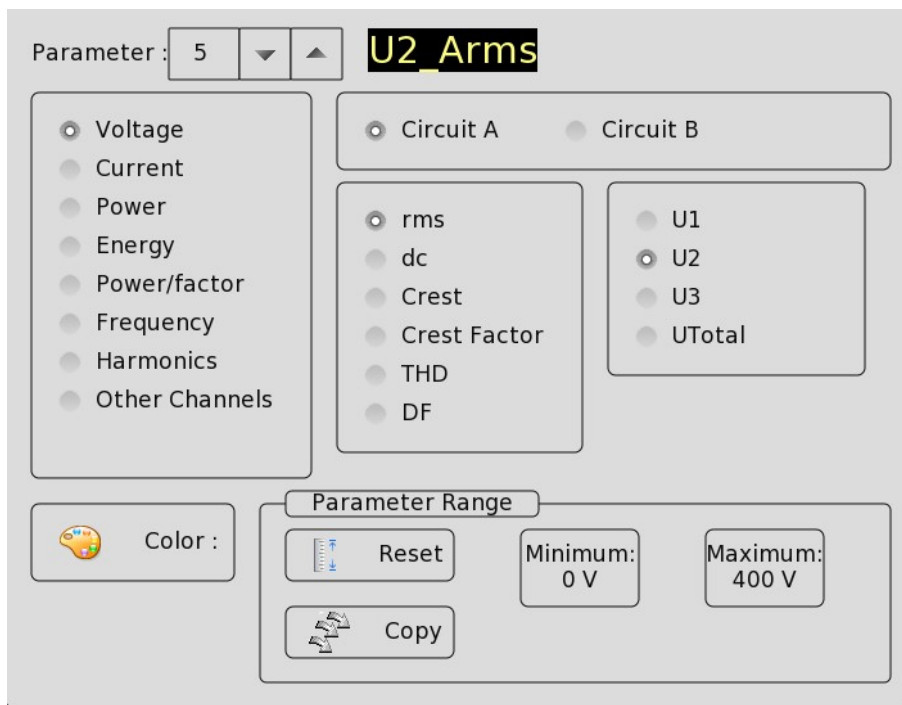 Parameter : 5 U2_Arms
Voltage
Current
Power
Energy
Power/factor
Frequency
Harmonics
Other Channels
Circuit A Circuit B
rms
dc
Crest
Crest Factor
THD
DF
U1
U2
U3
UTotal
Color :
Parameter Range
Reset
Copy
Minimum:
0 V
Maximum:
400 V